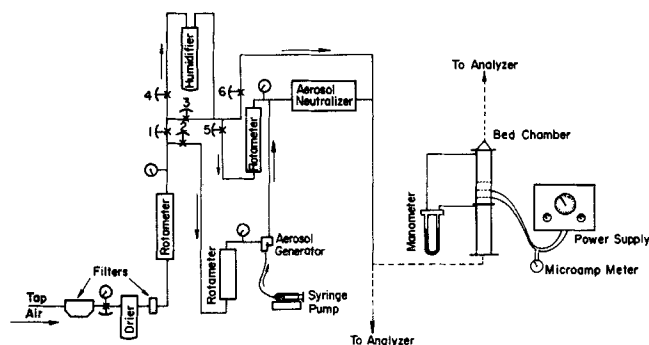 To Analyzer
Humidifier
4
3
6
Aerosol
Neutralizer
Bed Chamber
1
2
5
Rotameter
Manometer
Rotameter
Aerosol
Generator
Power Supply
Microamp Meter
Filters
Rotameter
Tap
Air
Drier
Syringe
Pump
To Analyzer